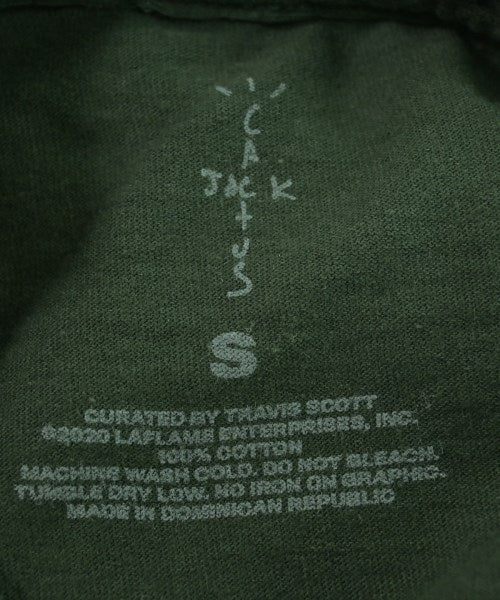 CACTUS
JACK
S
CURATED BY TRAVIS SCOTT
©2020 LAFLAME ENTERPRISES, INC.
100% COTTON
MACHINE WASH COLD. DO NOT BLEACH.
TUMBLE DRY LOW. NO IRON ON GRAPHIC.
MADE IN DOMINICAN REPUBLIC